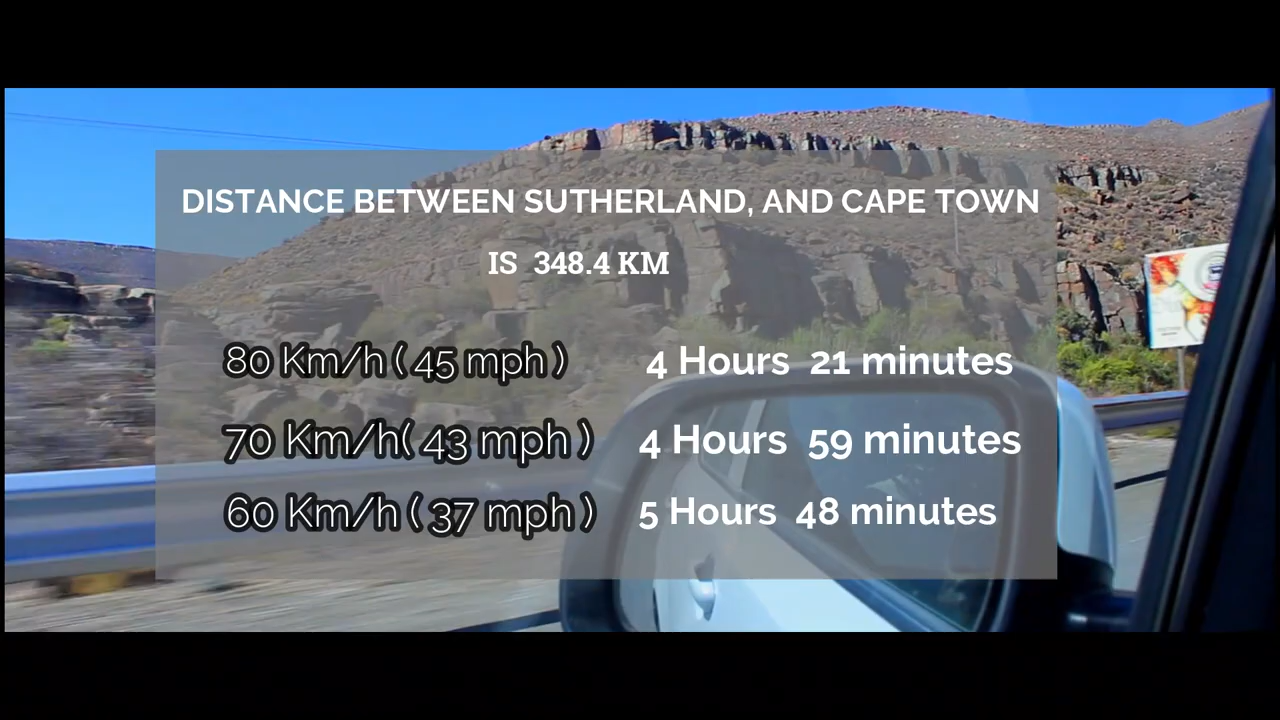 DISTANCE BETWEEN SUTHERLAND, AND CAPE TOWN
IS 348.4 KM
80 Km/h ( 45 mph ) 4 Hours 21 minutes
70 Km/h( 43 mph ) 4 Hours 59 minutes
60 Km/h ( 37 mph ) 5 Hours 48 minutes